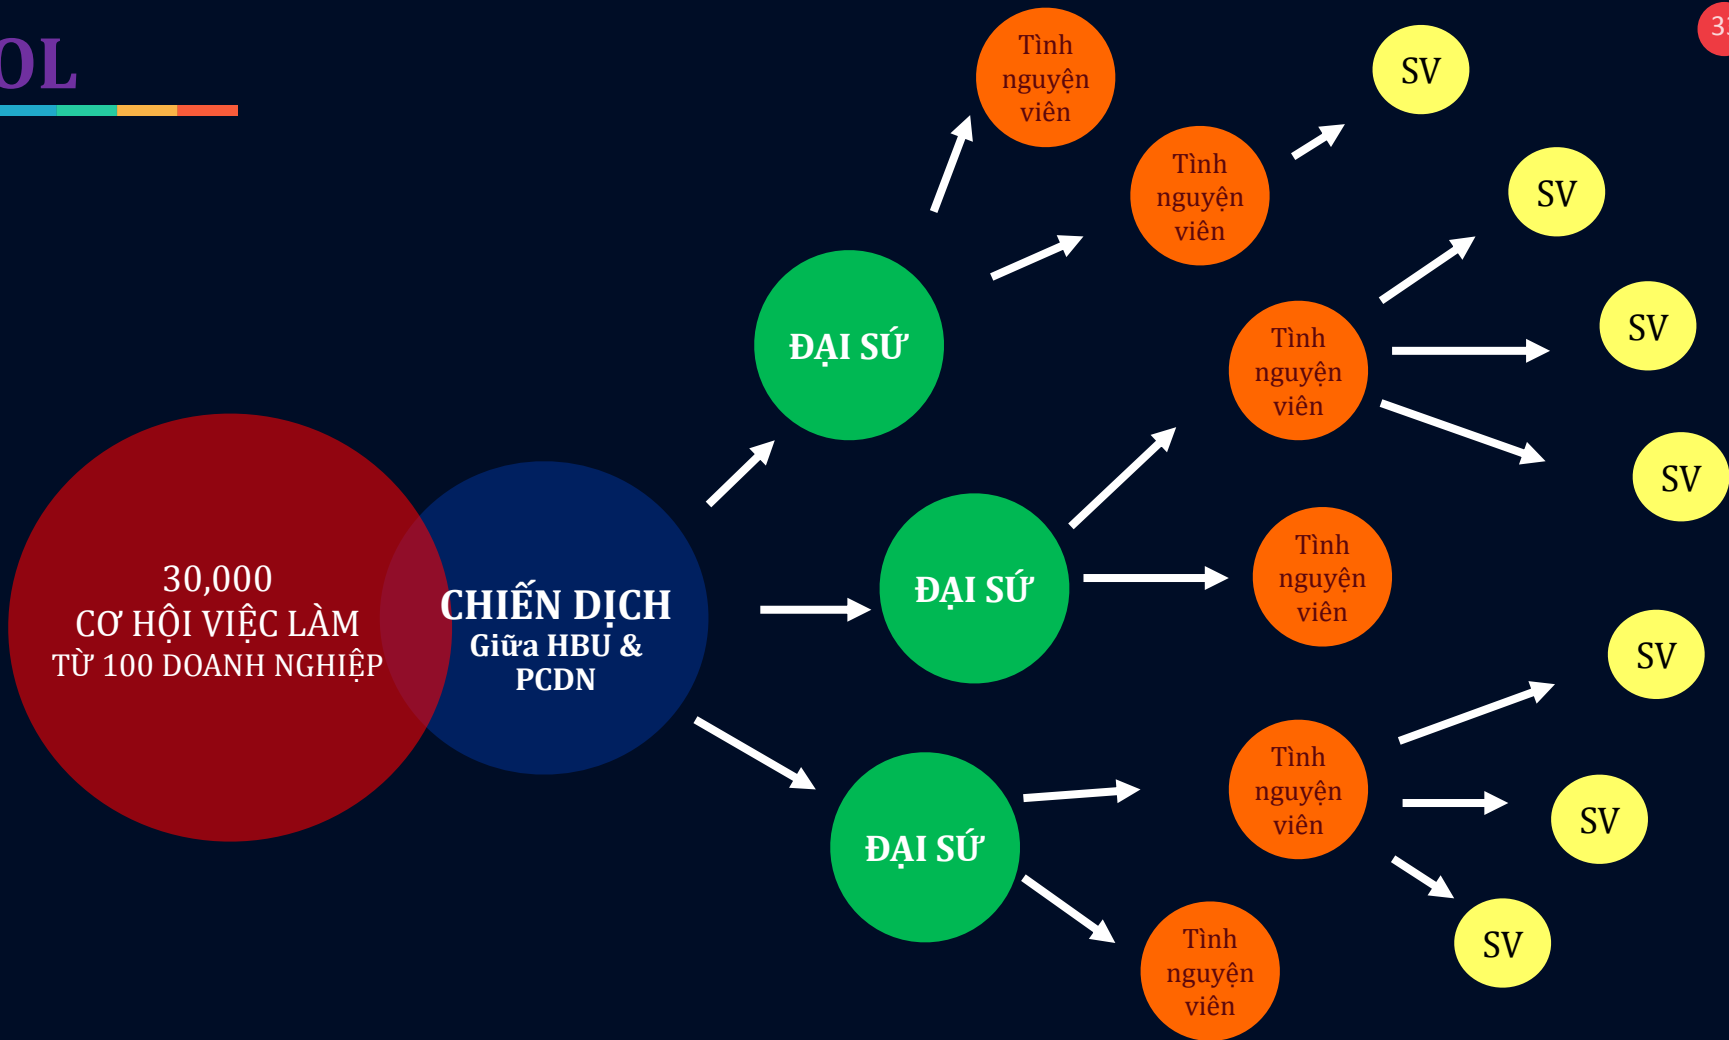 OL
30,000
CƠ HỘI VIỆC LÀM
TỪ 100 DOANH NGHIỆP
CHIẾN DỊCH
Giữa HBU &
PCDN
ĐẠI SỨ
ĐẠI SỨ
ĐẠI SỨ
Tình
nguyện
viên
Tình
nguyện
viên
Tình
nguyện
viên
Tình
nguyện
viên
Tình
nguyện
viên
Tình
nguyện
viên
SV
SV
SV
SV
SV
SV
SV